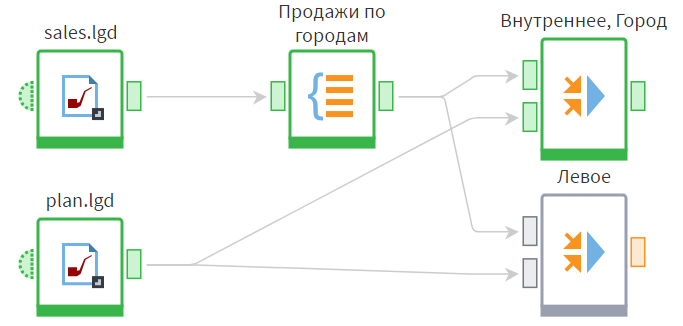 sales.lgd
Продажи по
городам
Внутреннее, Город
plan.lgd
Левое